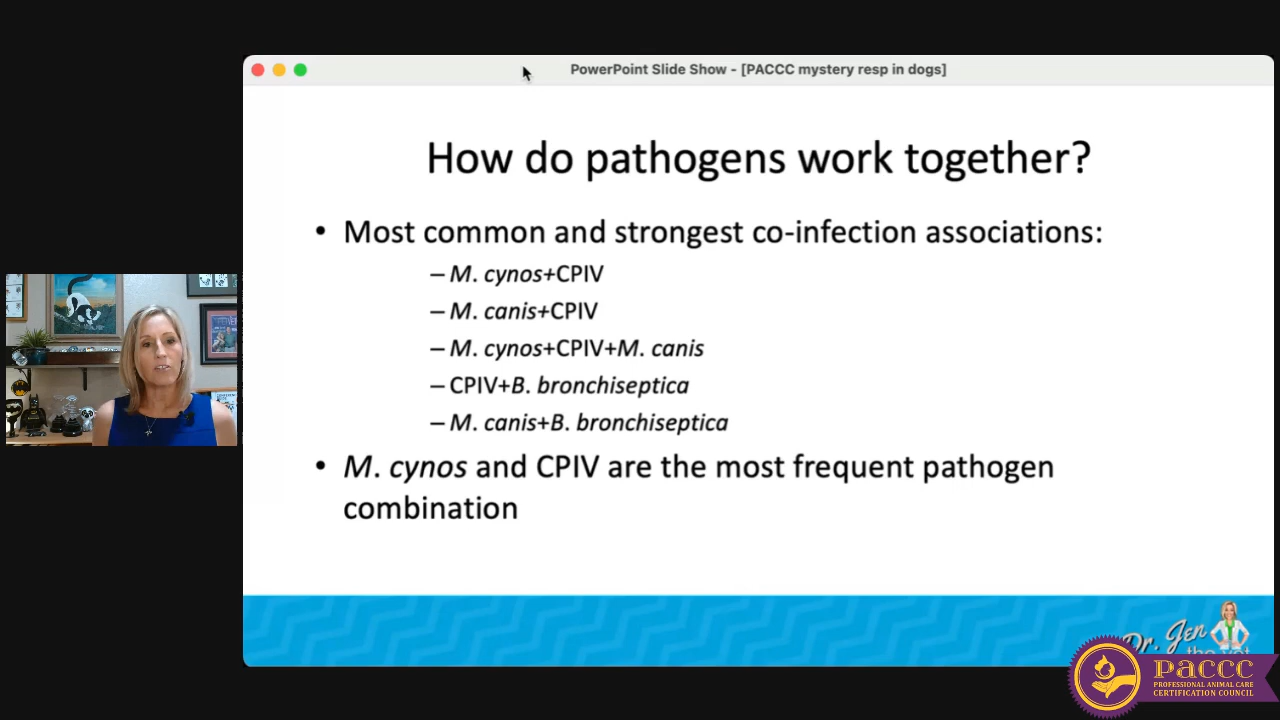 PowerPoint Slide Show - [PACCC mystery resp in dogs]
How do pathogens work together?
• Most common and strongest co-infection associations:
– M. cynos+CPIV
– M. canis+CPIV
– M. cynos+CPIV+M. canis
– CPIV+B. bronchiseptica
– M. canis+B. bronchiseptica
• M. cynos and CPIV are the most frequent pathogen
combination
Dr. Jen
the vet
PACCC
PROFESSIONAL ANIMAL CARE
CERTIFICATION COUNCIL